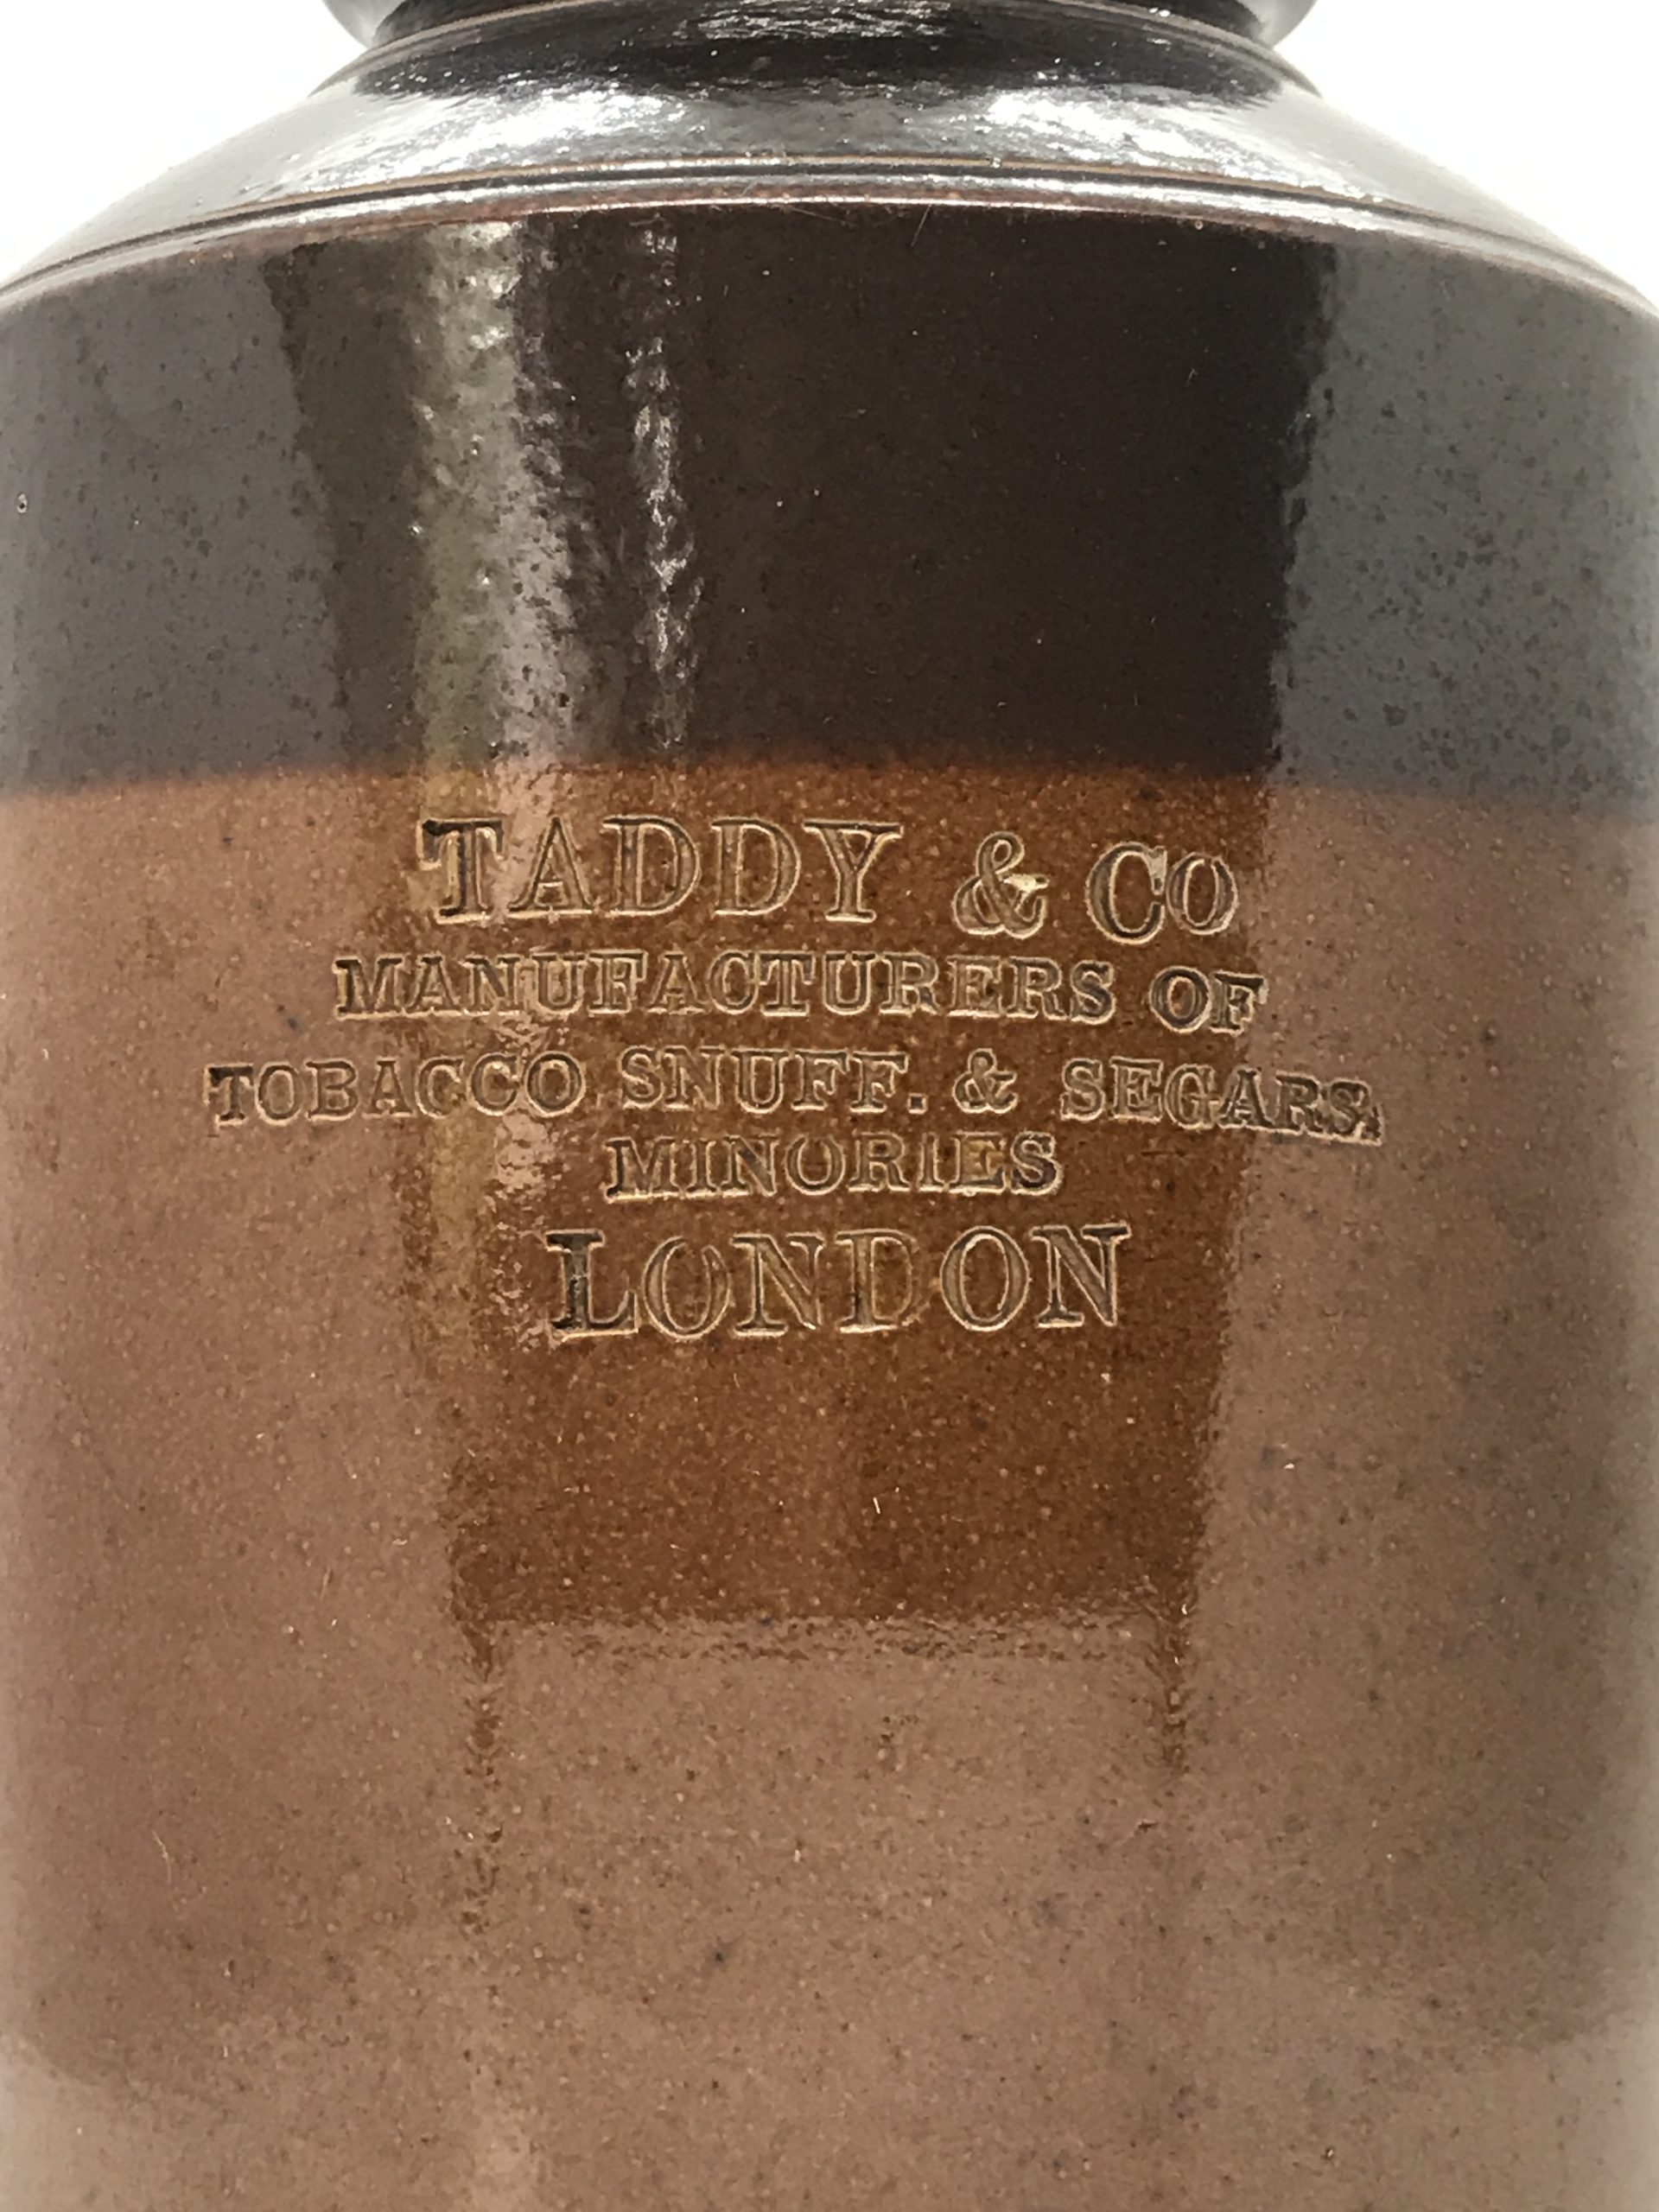 TADDY & CO
MANUFACTURERS OF
TOBACCO SNUFF. & SEGARS.
MINORIES
LONDON